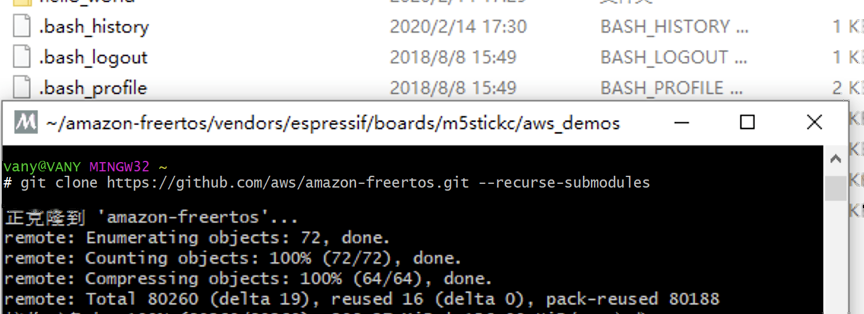 .bash_history 2020/2/14 17:30 BASH_HISTORY ... 1 K
.bash_logout 2018/8/8 15:49 BASH_LOGOUT ... 1 K
.bash_profile 2018/8/8 15:49 BASH_PROFILE ... 2 K
~/amazon-freertos/vendors/espressif/boards/m5stickc/aws_demos
vany@VANY MINGW32 ~
# git clone https://github.com/aws/amazon-freertos.git --recurse-submodules
正克隆到 'amazon-freertos'...
remote: Enumerating objects: 72, done.
remote: Counting objects: 100% (72/72), done.
remote: Compressing objects: 100% (64/64), done.
remote: Total 80260 (delta 19), reused 16 (delta 0), pack-reused 80188